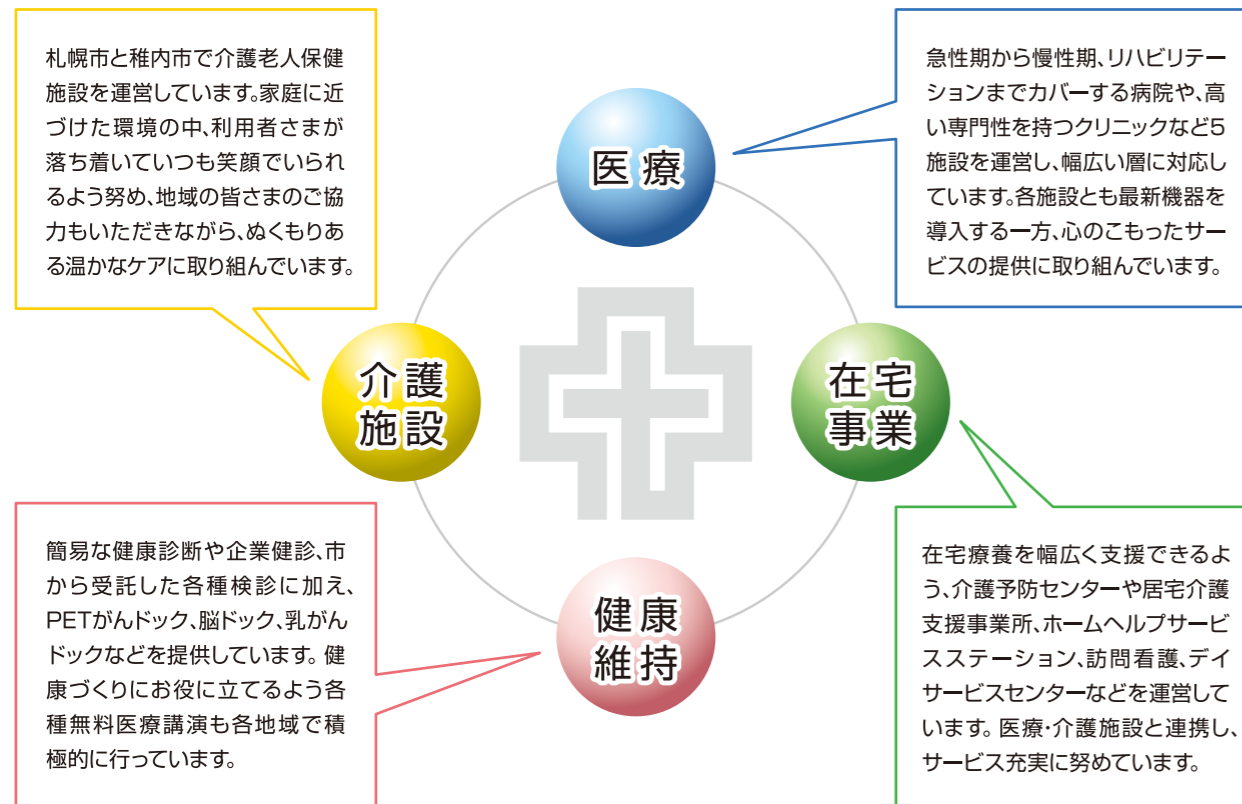 札幌市と稚内市で介護老人保健
施設を運営しています。家庭に近
づけた環境の中、利用者さまが
落ち着いていつも笑顔でいられ
るよう努め、地域の皆さまのご協
力もいただきながら、ぬくもりあ
る温かなケアに取り組んでいます。
急性期から慢性期、リハビリテー
ションまでカバーする病院や、高
い専門性を持つクリニックなど5
施設を運営し、幅広い層に対応し
ています。各施設とも最新機器を
導入する一方、心のこもったサー
ビスの提供に取り組んでいます。
医療
介護
施設
在宅
事業
健康
維持
簡易な健康診断や企業健診、市
から受託した各種検診に加え、
PETがんドック、脳ドック、乳がん
ドックなどを提供しています。健
康づくりにお役に立てるよう各
種無料医療講演も各地域で積
極的に行っています。
在宅療養を幅広く支援できるよ
う、介護予防センターや居宅介護
支援事業所、ホームヘルプサービ
スステーション、訪問看護、デイ
サービスセンターなどを運営して
います。医療・介護施設と連携し、
サービス充実に努めています。